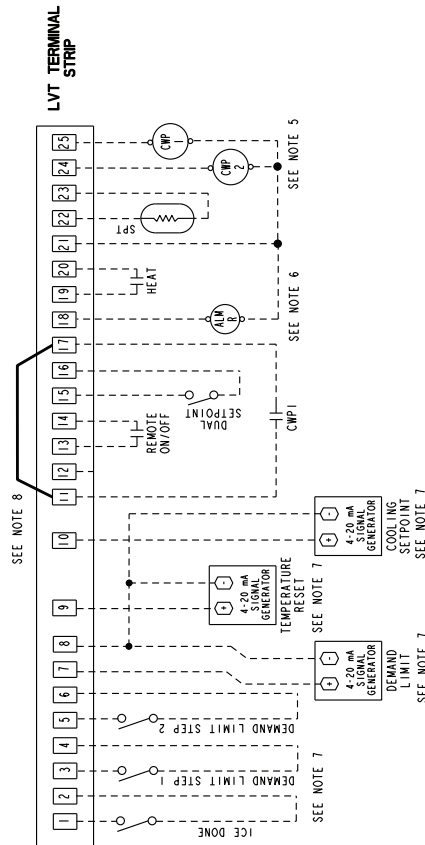 LVT TERMINAL
STRIP
25
24
23
22
21
20
19
18
17
16
15
14
13
12
11
10
9
8
7
6
5
4
3
2
1
CWP
1
CWP
2
SEE NOTE 5
SPT
HEAT
ALM
R
SEE NOTE 6
DUAL
SETPOINT
REMOTE
ON/OFF
CWP1
SEE NOTE 8
+
-
4-20 mA
SIGNAL
GENERATOR
COOLING
SETPOINT
SEE NOTE 7
+
-
4-20 mA
SIGNAL
GENERATOR
TEMPERATURE
RESET
SEE NOTE 7
+
-
4-20 mA
SIGNAL
GENERATOR
DEMAND
LIMIT
SEE NOTE 7
DEMAND LIMIT STEP 2
DEMAND LIMIT STEP 1
SEE NOTE 7
ICE DONE